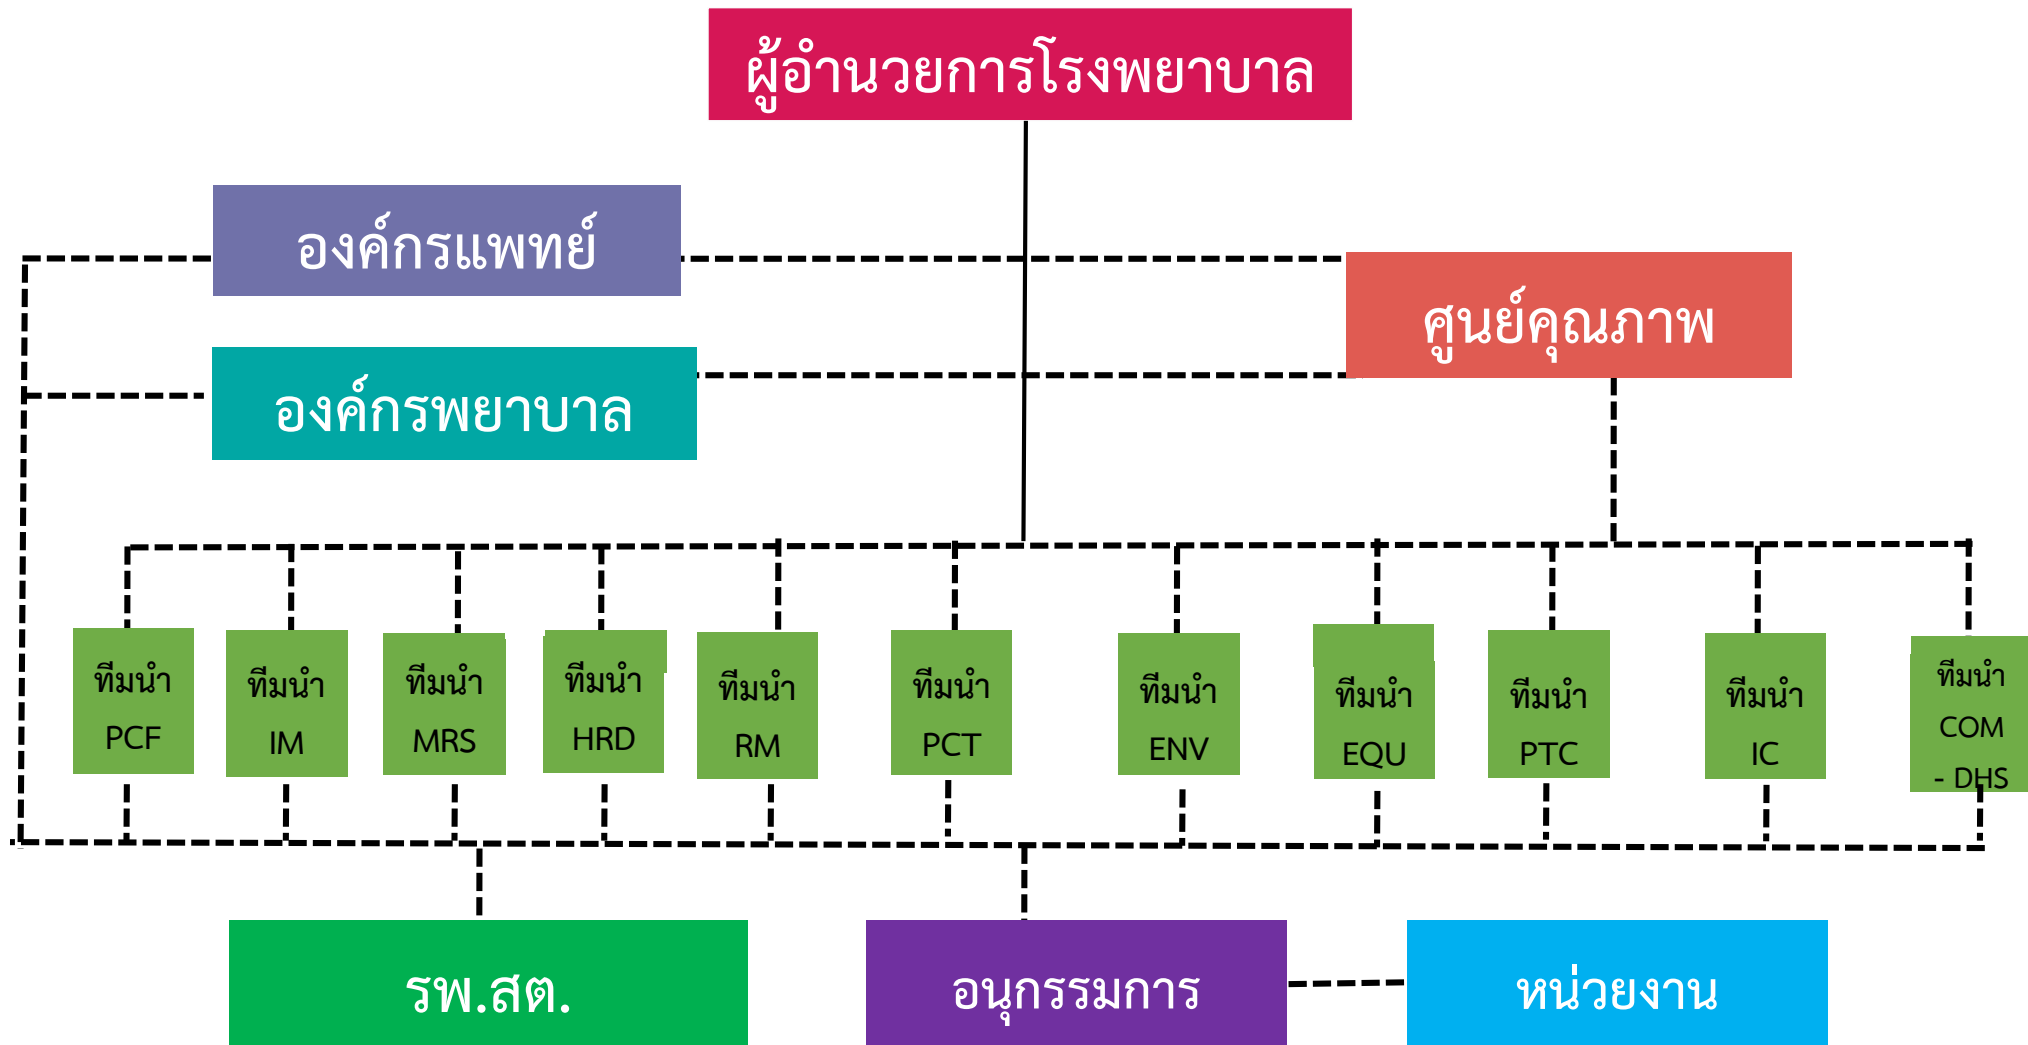 ผู้อำนวยการโรงพยาบาล
องค์กรแพทย์
ศูนย์คุณภาพ
องค์กรพยาบาล
ทีมนำ
PCF
ทีมนำ
IM
ทีมนำ
MRS
ทีมนำ
HRD
ทีมนำ
RM
ทีมนำ
PCT
ทีมนำ
ENV
ทีมนำ
EQU
ทีมนำ
PTC
ทีมนำ
IC
ทีมนำ
COM
- DHS
รพ.สต.
อนุกรรมการ
หน่วยงาน